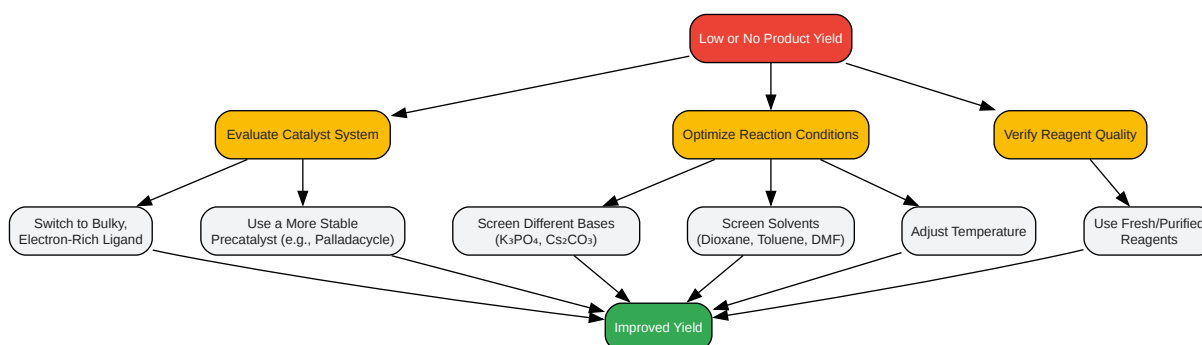 Low or No Product Yield
Evaluate Catalyst System
Optimize Reaction Conditions
Verify Reagent Quality
Switch to Bulky,
Electron-Rich Ligand
Use a More Stable
Precatalyst (e.g., Palladacycle)
Screen Different Bases
(K₃PO₄, Cs₂CO₃)
Screen Solvents
(Dioxane, Toluene, DMF)
Adjust Temperature
Use Fresh/Purified
Reagents
Improved Yield